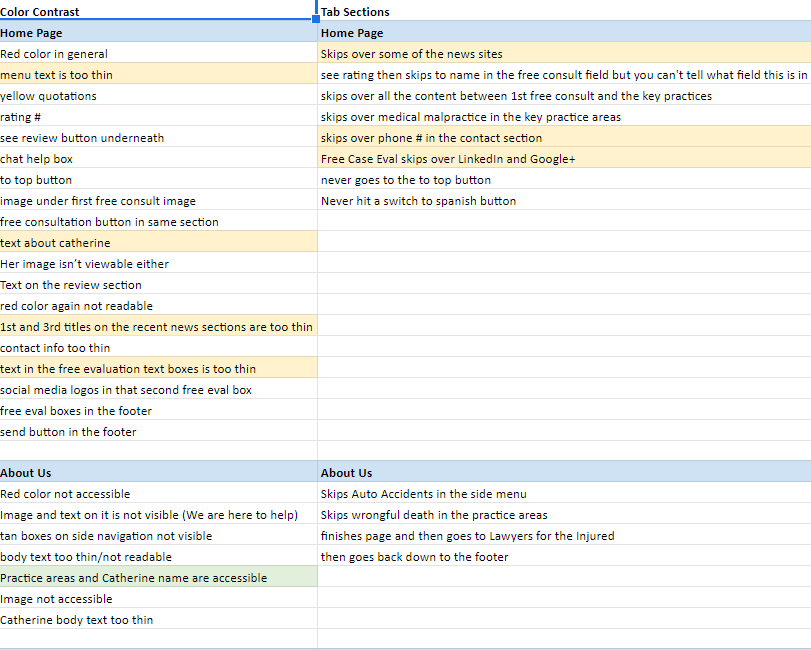 Color Contrast Tab Sections
Home Page Home Page
Red color in general Skips over some of the news sites
menu text is too thin see rating then skips to name in the free consult field but you can't tell what field this is in
yellow quotations skips over all the content between 1st free consult and the key practices
rating # skips over medical malpractice in the key practice areas
see review button underneath skips over phone # in the contact section
chat help box Free Case Eval skips over LinkedIn and Google+
to top button never goes to the to top button
image under first free consult image Never hit a switch to spanish button
free consultation button in same section
text about catherine
Her image isn't viewable either
Text on the review section
red color again not readable
1st and 3rd titles on the recent news sections are too thin
contact info too thin
text in the free evaluation text boxes is too thin
social media logos in that second free eval box
free eval boxes in the footer
send button in the footer
About Us About Us
Red color not accessible Skips Auto Accidents in the side menu
Image and text on it is not visible (We are here to help) Skips wrongful death in the practice areas
tan boxes on side navigation not visible finishes page and then goes to Lawyers for the Injured
body text too thin/not readable then goes back down to the footer
Practice areas and Catherine name are accessible
Image not accessible
Catherine body text too thin